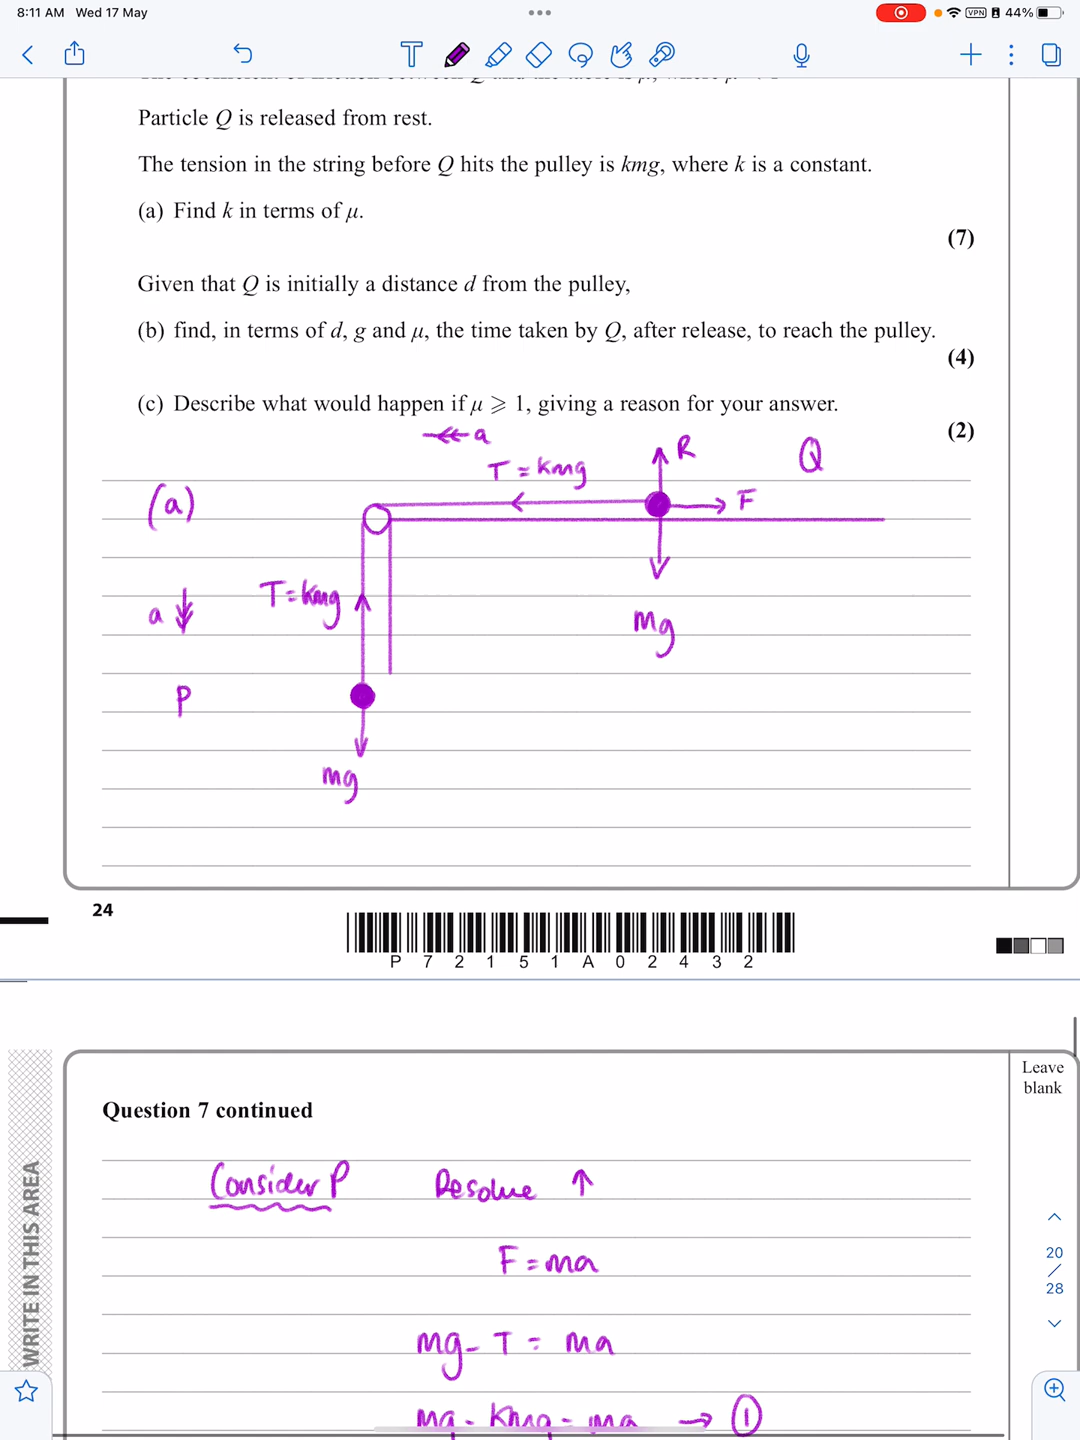 8:11 AM Wed 17 May
VPN 44%
T
Particle Q is released from rest.
The tension in the string before Q hits the pulley is kmg, where k is a constant.
(a) Find k in terms of μ.
(7)
Given that Q is initially a distance d from the pulley,
(b) find, in terms of d, g and μ, the time taken by Q, after release, to reach the pulley.
(4)
(c) Describe what would happen if μ ⩾ 1, giving a reason for your answer.
(2)
a
R
Q
T = kmg
(a)
F
T = kmg
a
mg
P
mg
24
P 7 2 1 5 1 A 0 2 4 3 2
Leave
blank
Question 7 continued
WRITE IN THIS AREA
Consider P Resolve ↑
F = ma
mg - T = ma
mg - kmg = ma → ①
20
/
28